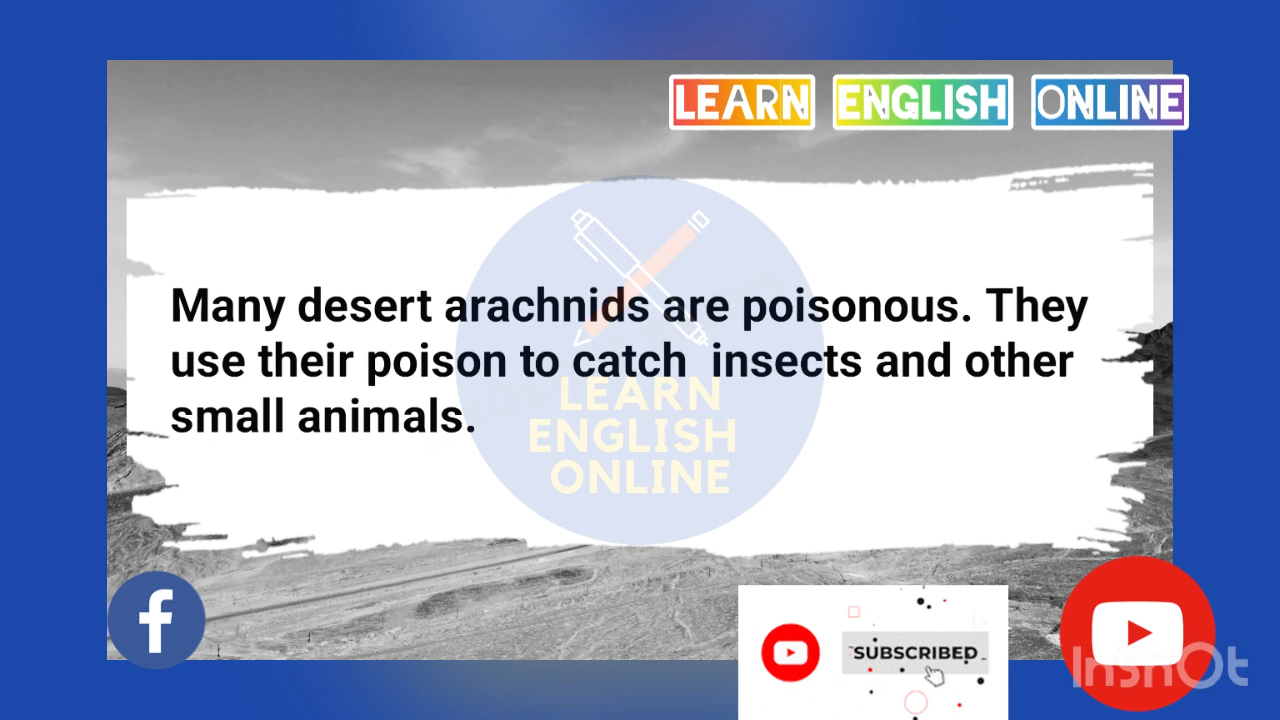 LEARN ENGLISH ONLINE
Many desert arachnids are poisonous. They
use their poison to catch  insects and other
small animals.
LEARN
ENGLISH
ONLINE
SUBSCRIBED
InshOt